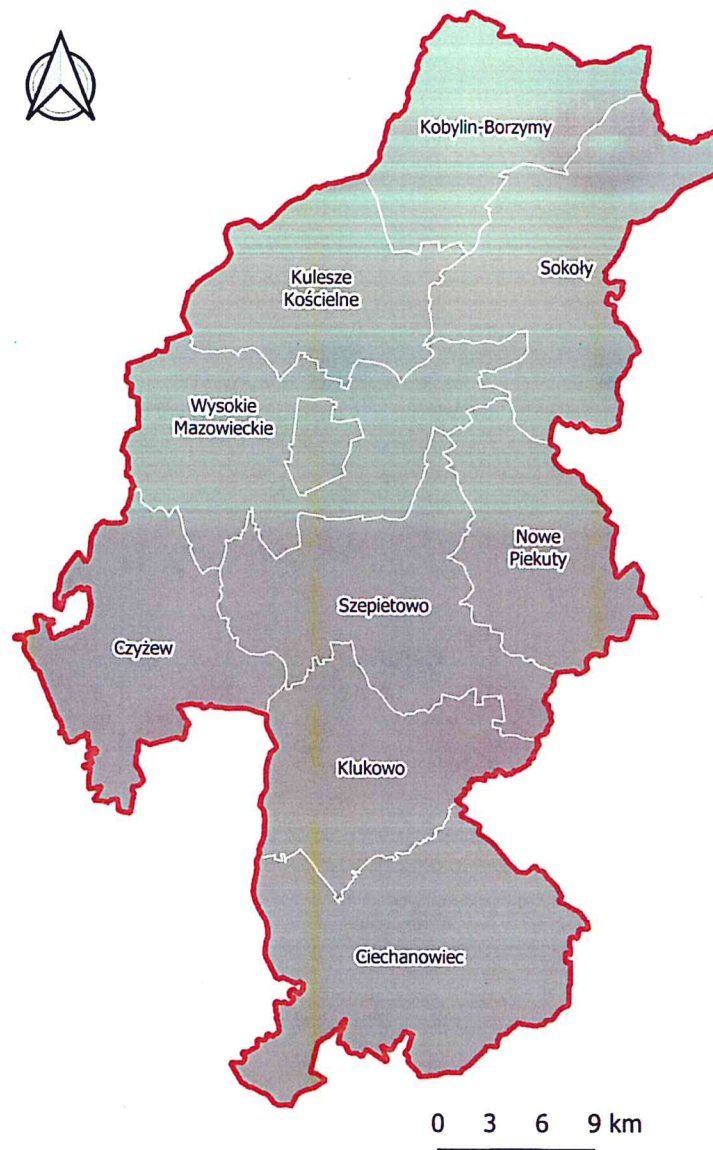 Kobylin-Borzymy
Sokoły
Kulesze
Kościelne
Wysokie
Mazowieckie
Nowe
Piekuty
Szepietowo
Czyżew
Klukowo
Ciechanowiec
0 3 6 9 km